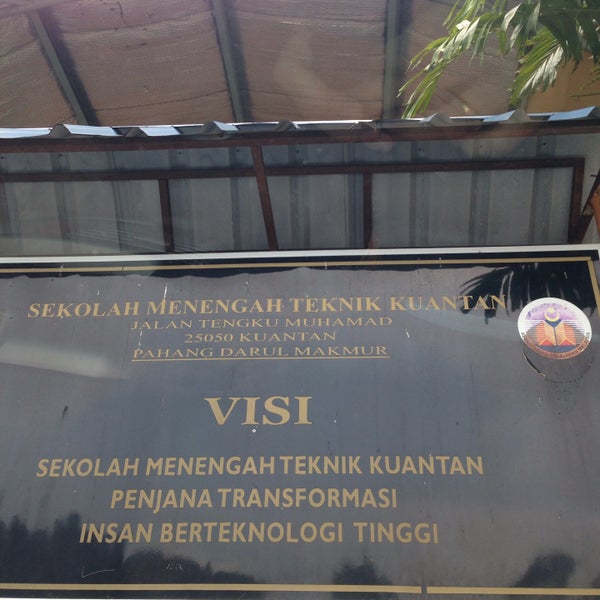 SEKOLAH MENENGAH TEKNIK KUANTAN
JALAN TENGKU MUHAMAD
25050 KUANTAN
PAHANG DARUL MAKMUR
VISI
SEKOLAH MENENGAH TEKNIK KUANTAN
PENJANA TRANSFORMASI
INSAN BERTEKNOLOGI TINGGI